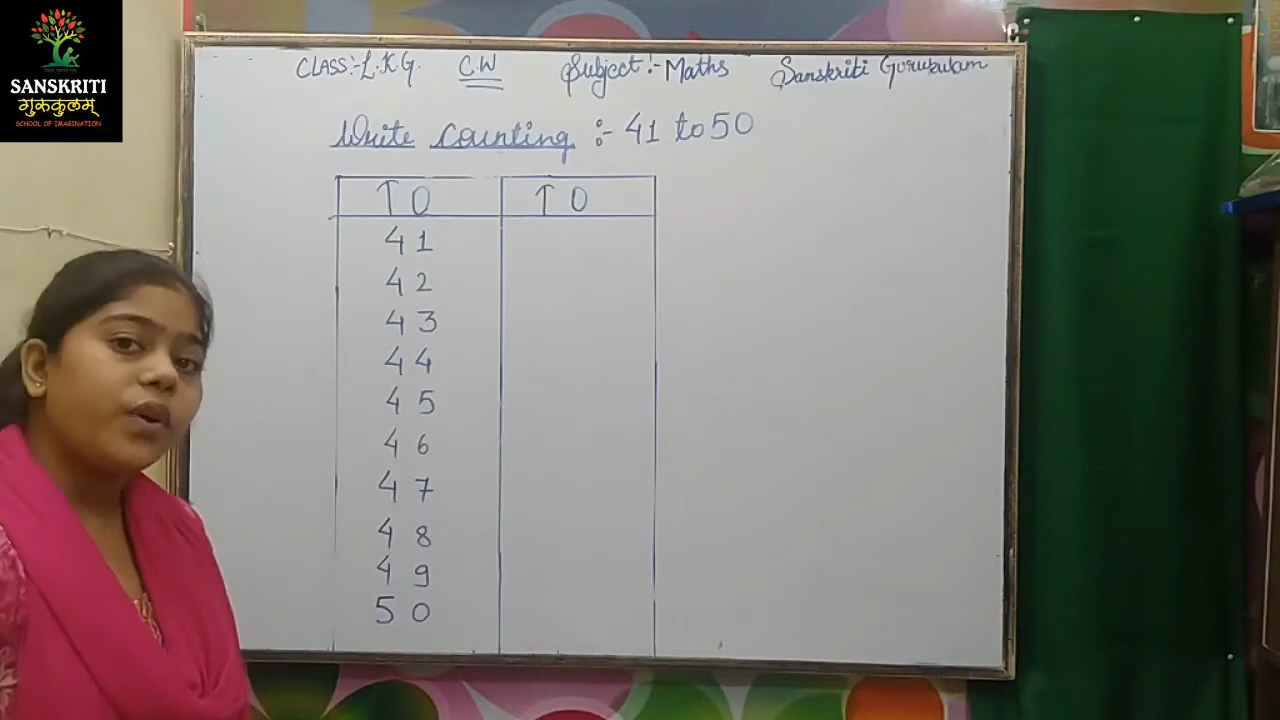 SANSKRITI
गुरुकुलम्
SCHOOL OF IMAGINATION
CLASS:- L.K.G. C.W Subject:- Maths Sanskriti Gurukulam
Write counting :- 41 to 50
T O T O
4 1
4 2
4 3
4 4
4 5
4 6
4 7
4 8
4 9
5 0